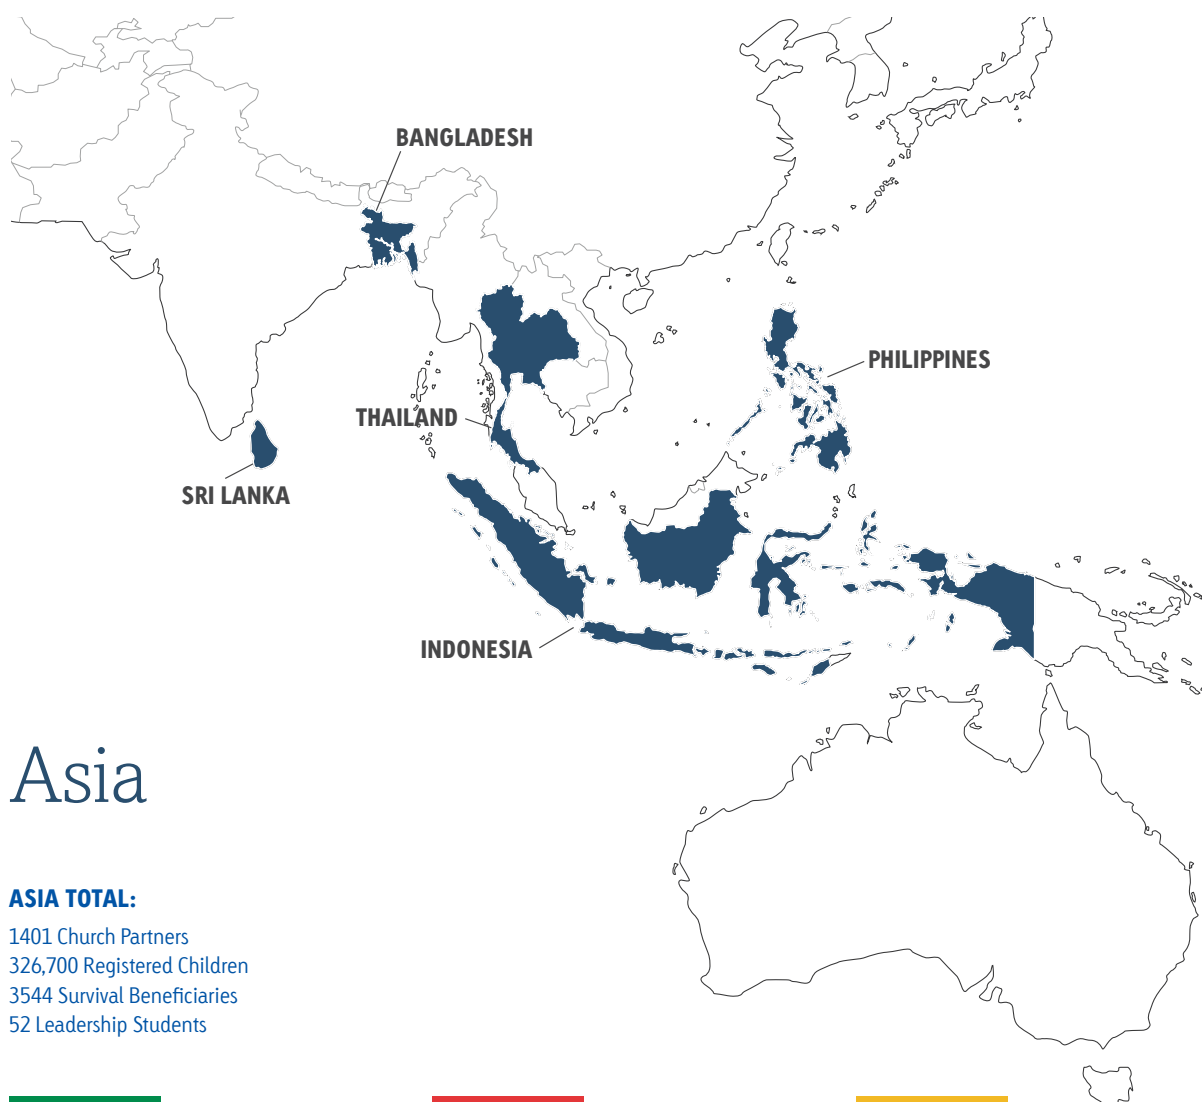 BANGLADESH
PHILIPPINES
THAILAND
SRI LANKA
INDONESIA
Asia
ASIA TOTAL:
1401 Church Partners
326,700 Registered Children
3544 Survival Beneficiaries
52 Leadership Students